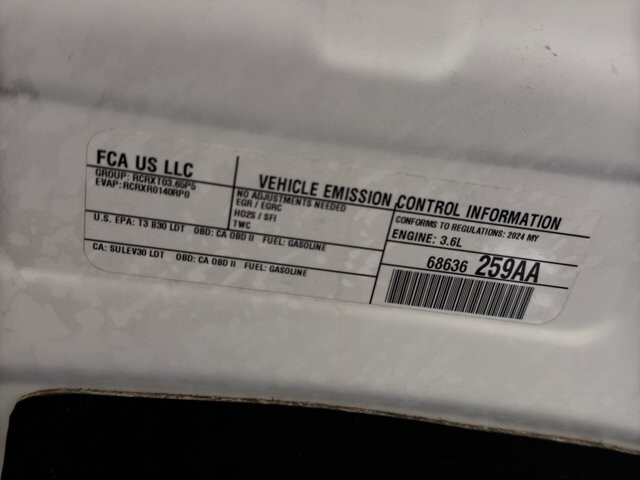 FCA US LLC
GROUP: RCRXT03.65P5
EVAP: RCRXR0140RP0
VEHICLE EMISSION CONTROL INFORMATION
NO ADJUSTMENTS NEEDED
EGR / EGRC
HO2S / SFI
TWC
CONFORMS TO REGULATIONS: 2024 MY
ENGINE: 3.6L
U.S. EPA: T3 B30 LDT OBD: CA OBD II FUEL: GASOLINE
CA: SULEV30 LDT OBD: CA OBD II FUEL: GASOLINE
68636 259AA